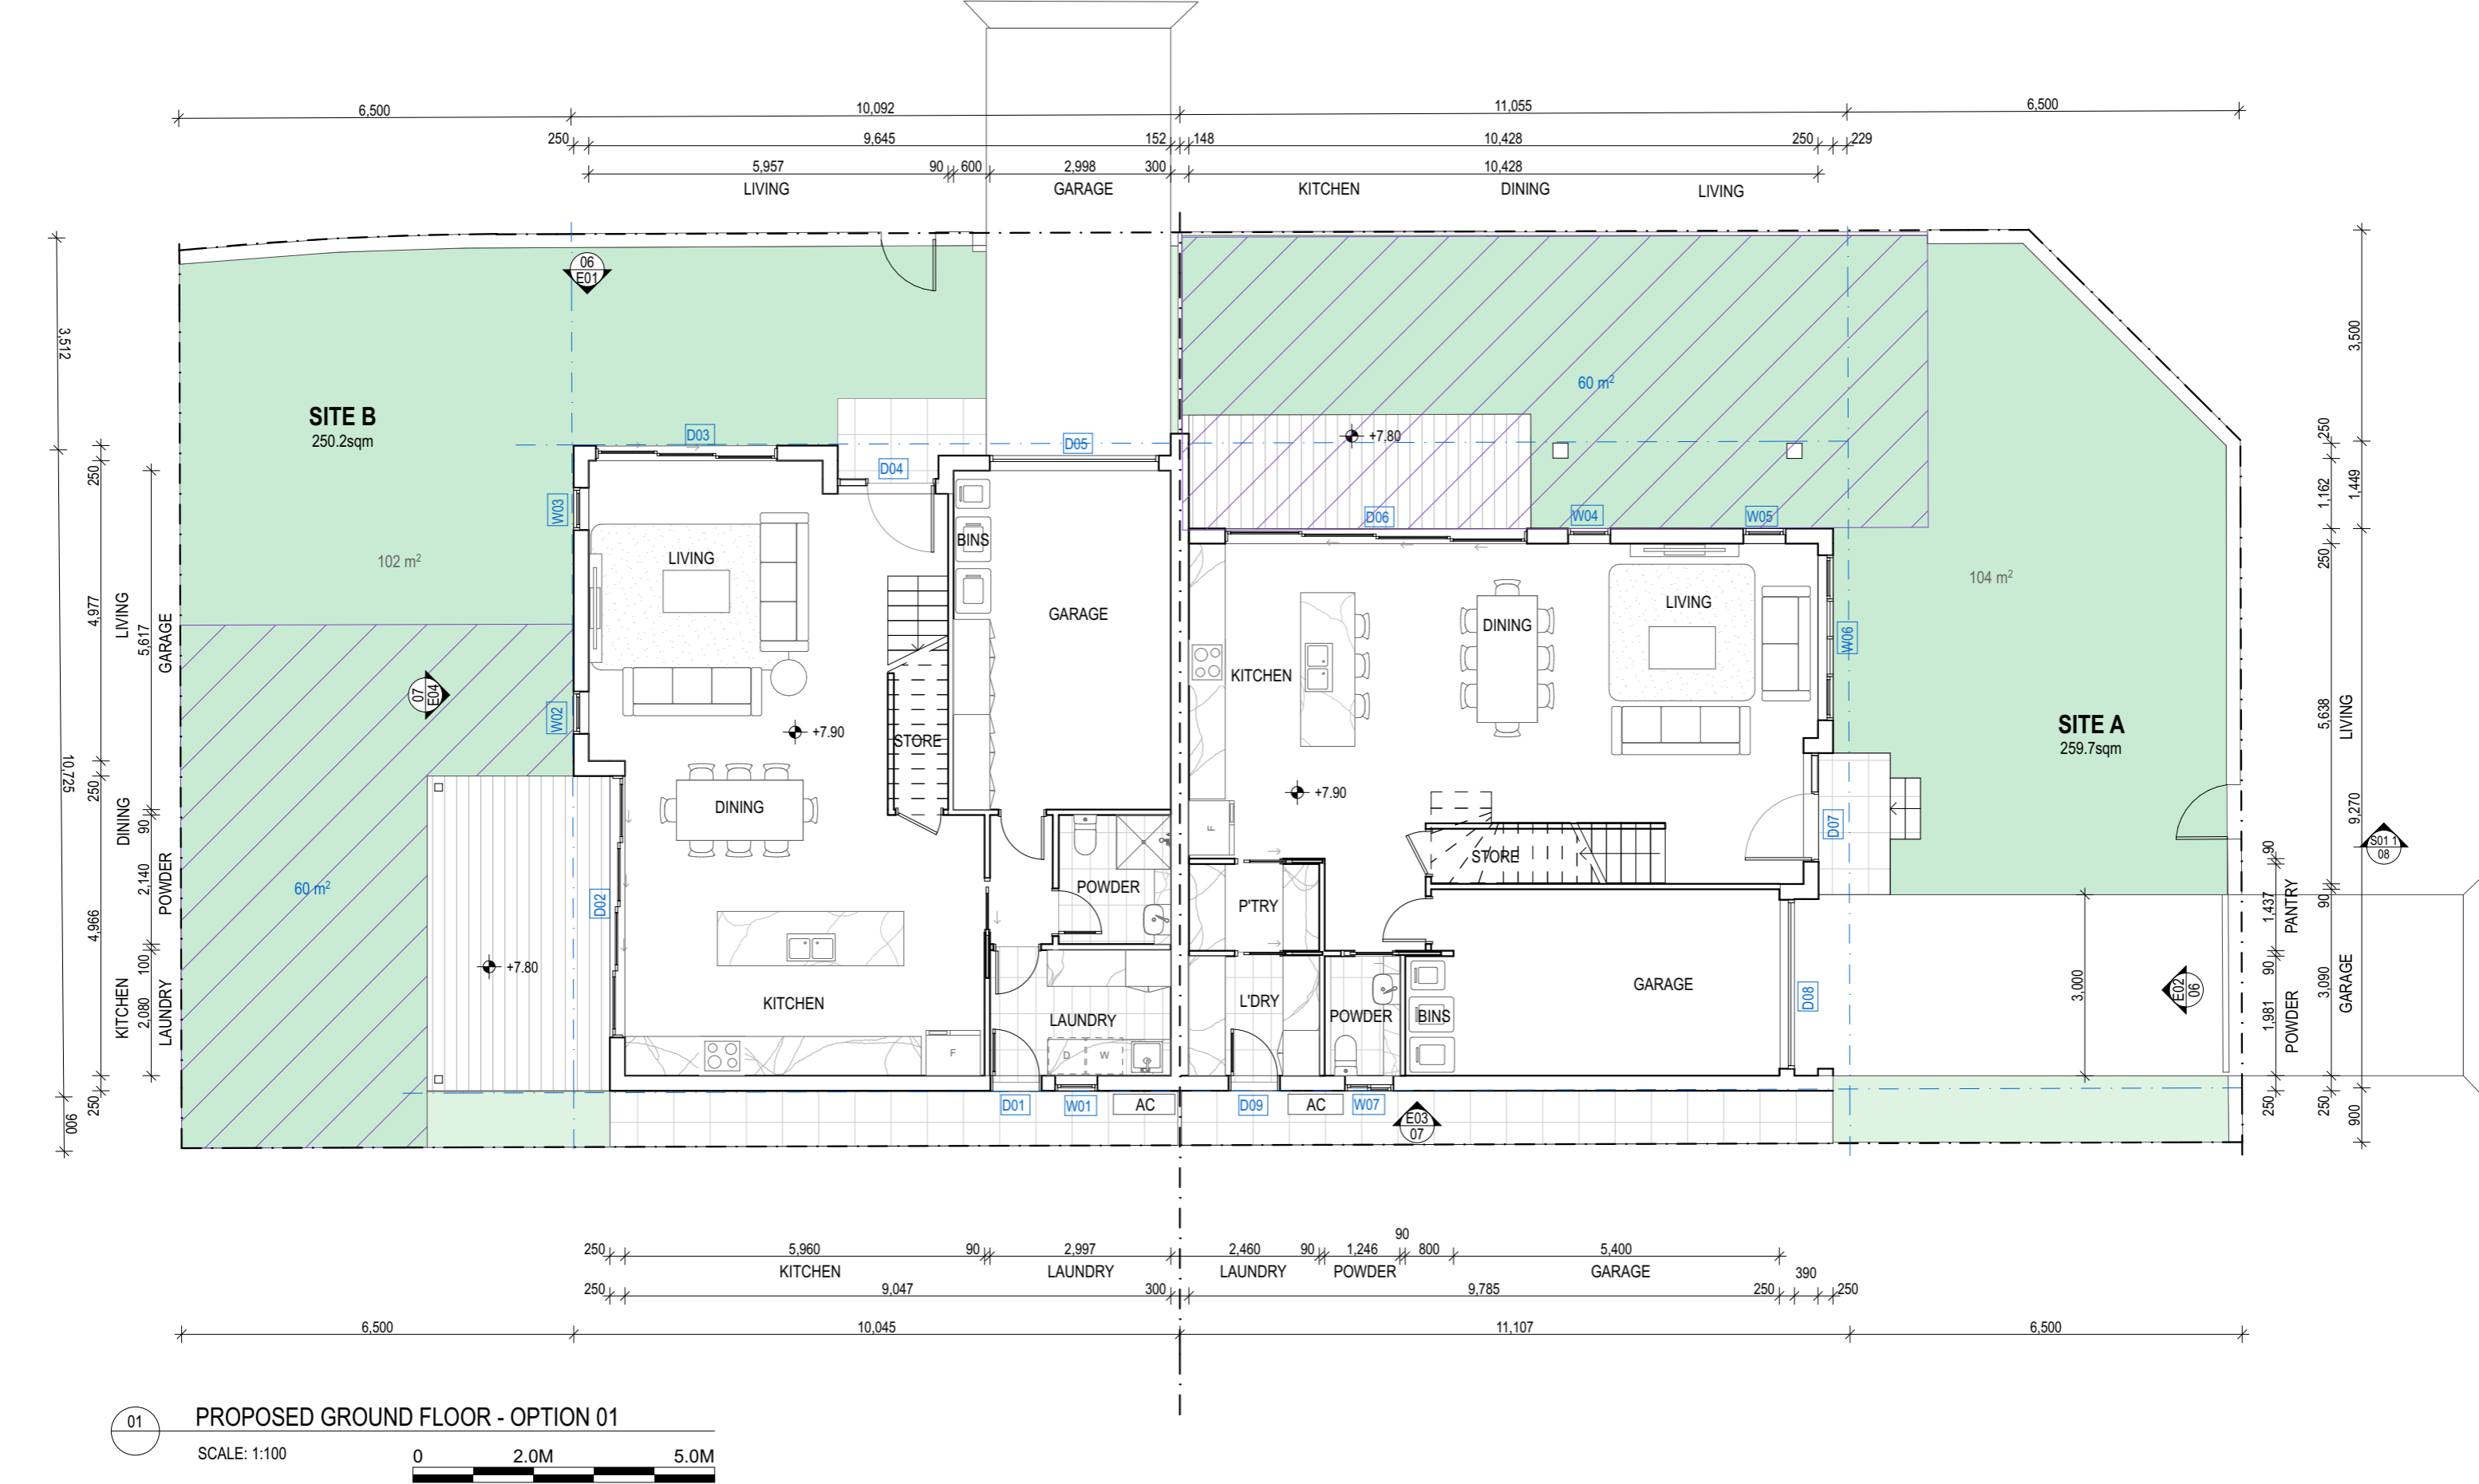 6,500
10,092
11,055
6,500
250
9,645
152
148
10,428
250
229
5,957
90
600
2,998
300
10,428
LIVING
GARAGE
KITCHEN
DINING
LIVING
06
E01
3,512
3,500
60 m²
SITE B
250.2sqm
D03
D05
+7.80
D04
250
250
W03
1,162
1,449
D06
W04
W05
BINS
LIVING
102 m²
104 m²
250
4,977
LIVING
5,617
GARAGE
GARAGE
LIVING
DINING
W06
KITCHEN
07
E04
W02
+7.90
STORE
SITE A
259.7sqm
5,638
LIVING
10,725
250
DINING
90
DINING
+7.90
F
D07
9,270
S01 1
08
STORE
90
60 m²
D02
2,140
POWDER
4,966
POWDER
P'TRY
1,437
PANTRY
90
+7.80
100
KITCHEN
2,080
LAUNDRY
KITCHEN
LAUNDRY
L'DRY
POWDER
BINS
GARAGE
D08
3,000
E02
06
90
1,981
POWDER
3,090
GARAGE
F
D
W
250
900
D01
W01
AC
D09
AC
W07
E03
07
250
250
900
90
250
5,960
90
2,997
2,460
90
1,246
800
5,400
KITCHEN
LAUNDRY
LAUNDRY
POWDER
GARAGE
390
250
9,047
300
9,785
250
250
6,500
10,045
11,107
6,500
01
PROPOSED GROUND FLOOR - OPTION 01
SCALE: 1:100
0
2.0M
5.0M